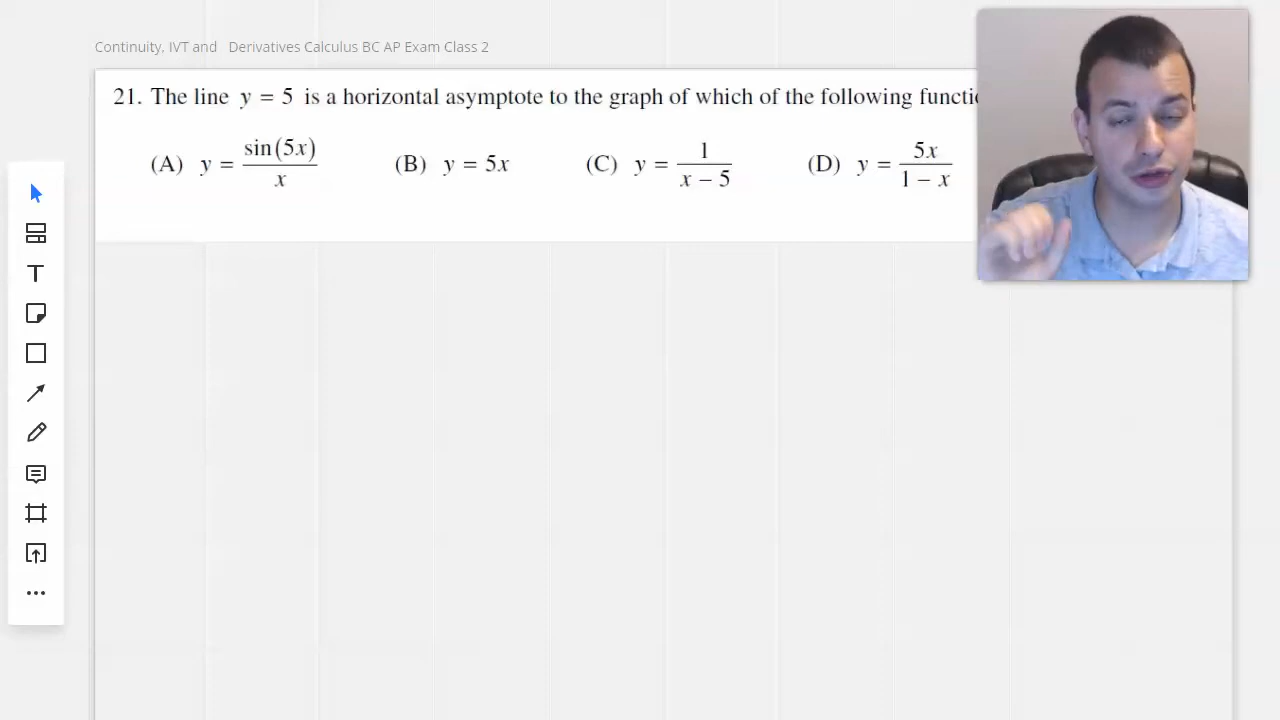 Continuity, IVT and Derivatives Calculus BC AP Exam Class 2
21. The line y = 5 is a horizontal asymptote to the graph of which of the following
(A) y = sin(5x)/x (B) y = 5x (C) y = 1/(x − 5) (D) y = 5x/(1 − x)
T